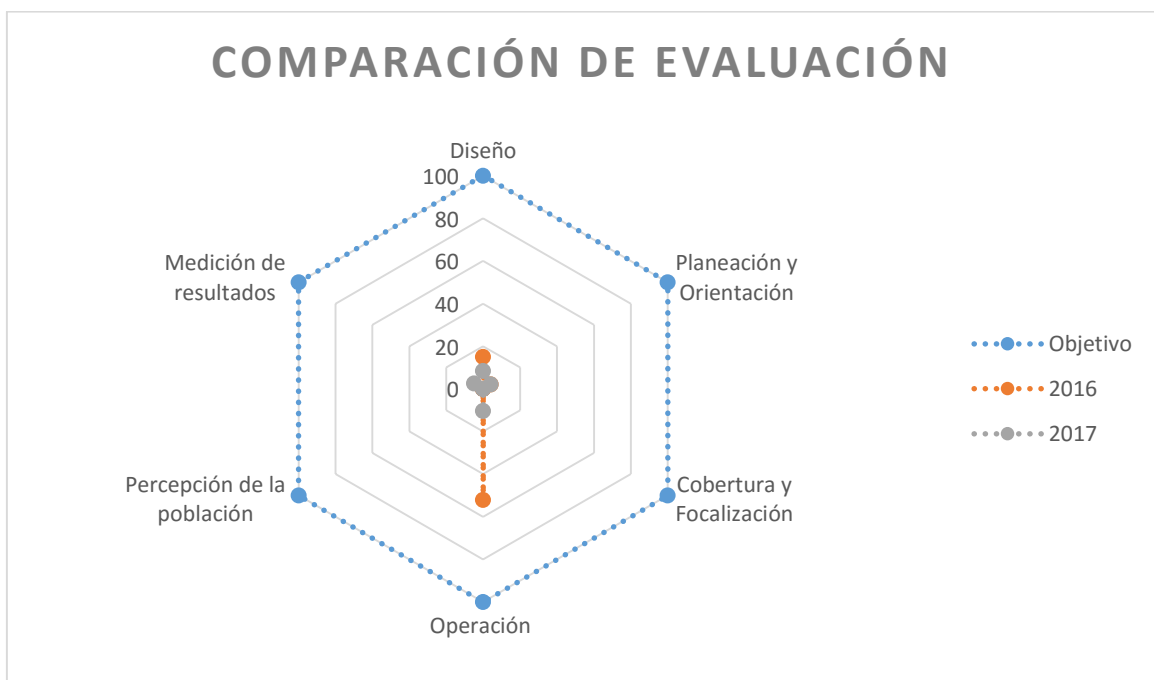 COMPARACIÓN DE EVALUACIÓN
Diseño
100
80
60
40
20
0
Planeación y
Orientación
Cobertura y
Focalización
Operación
Percepción de la
población
Medición de
resultados
Objetivo
2016
2017